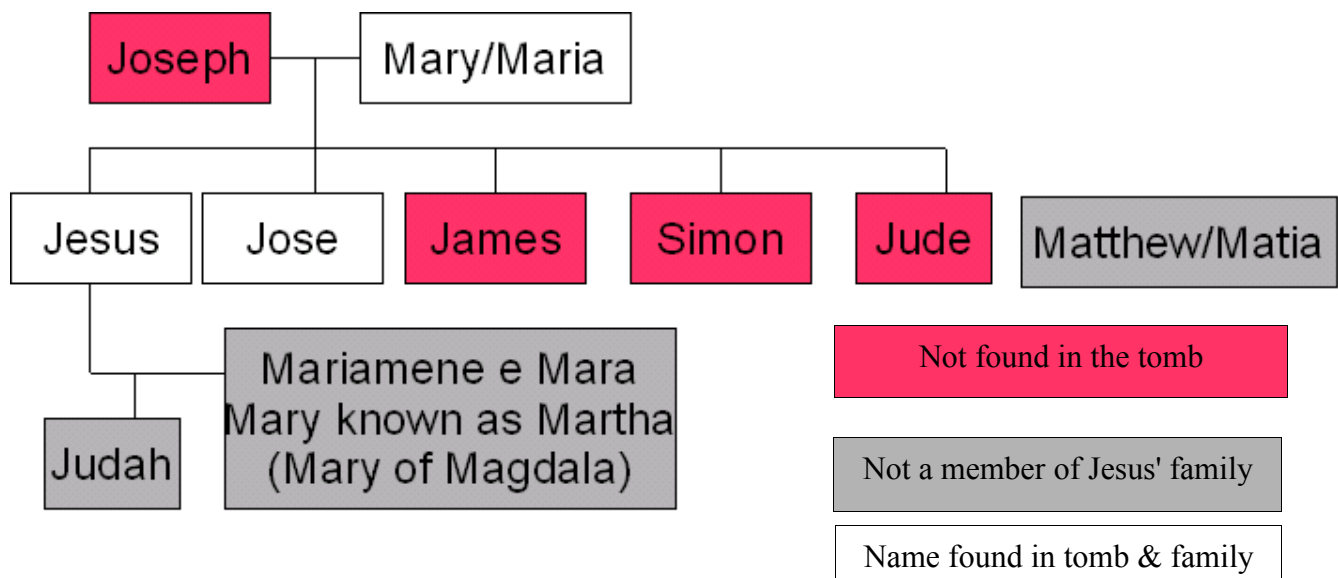 Joseph
Mary/Maria
Jesus
Jose
James
Simon
Jude
Matthew/Matia
Mariamene e Mara
Mary known as Martha
(Mary of Magdala)
Judah
Not found in the tomb
Not a member of Jesus' family
Name found in tomb & family